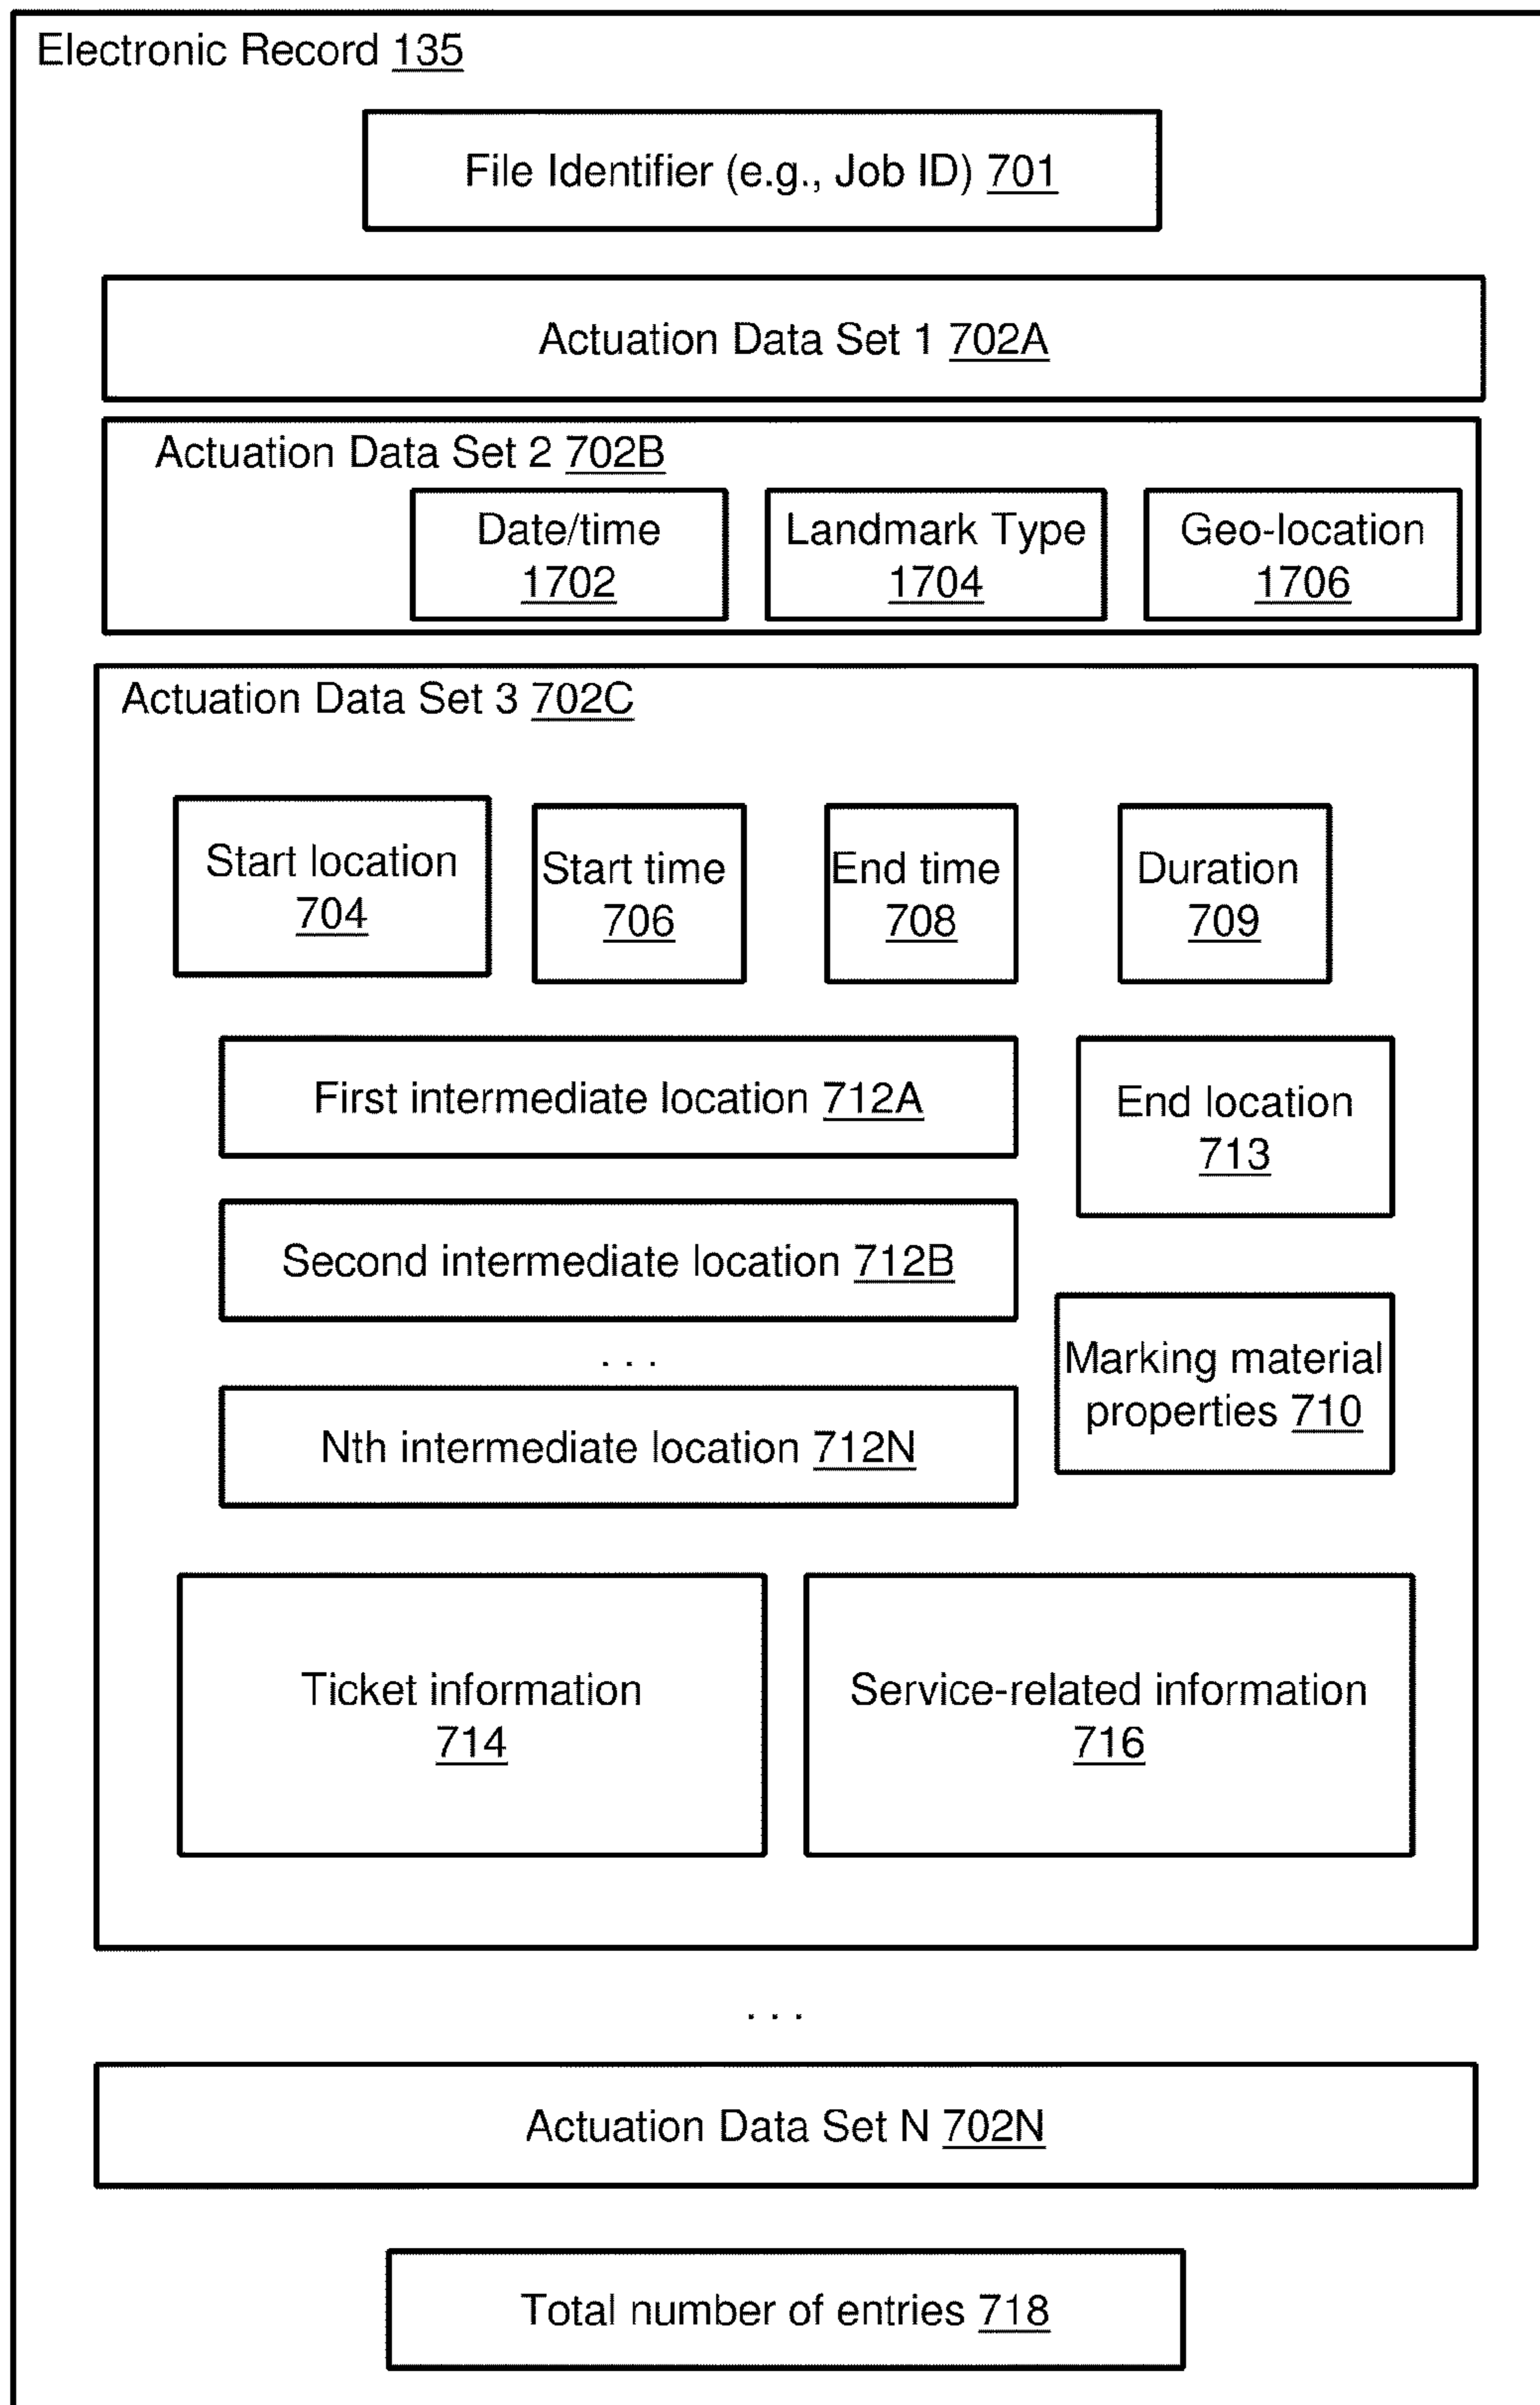 Electronic Record 135
File Identifier (e.g., Job ID) 701
Actuation Data Set 1 702A
Actuation Data Set 2 702B
Date/time
1702
Landmark Type
1704
Geo-location
1706
Actuation Data Set 3 702C
Start location
704
Start time
706
End time
708
Duration
709
First intermediate location 712A
End location
713
Second intermediate location 712B
. . .
Marking material
properties 710
Nth intermediate location 712N
Ticket information
714
Service-related information
716
. . .
Actuation Data Set N 702N
Total number of entries 718